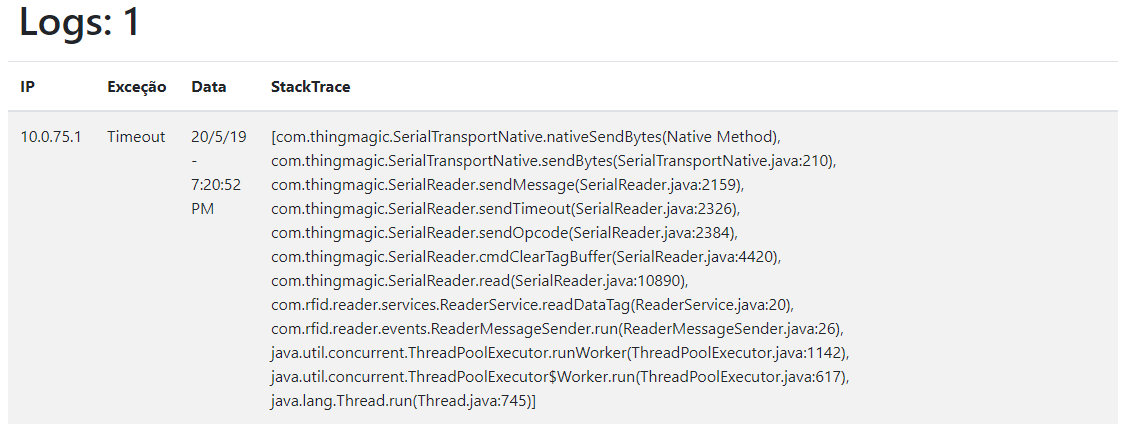 Logs: 1
IP Exceção Data StackTrace
10.0.75.1 Timeout 20/5/19 [com.thingmagic.SerialTransportNative.nativeSendBytes(Native Method),
- com.thingmagic.SerialTransportNative.sendBytes(SerialTransportNative.java:210),
7:20:52 com.thingmagic.SerialReader.sendMessage(SerialReader.java:2159),
PM com.thingmagic.SerialReader.sendTimeout(SerialReader.java:2326),
com.thingmagic.SerialReader.sendOpcode(SerialReader.java:2384),
com.thingmagic.SerialReader.cmdClearTagBuffer(SerialReader.java:4420),
com.thingmagic.SerialReader.read(SerialReader.java:10890),
com.rfid.reader.services.ReaderService.readDataTag(ReaderService.java:20),
com.rfid.reader.events.ReaderMessageSender.run(ReaderMessageSender.java:26),
java.util.concurrent.ThreadPoolExecutor.runWorker(ThreadPoolExecutor.java:1142),
java.util.concurrent.ThreadPoolExecutor$Worker.run(ThreadPoolExecutor.java:617),
java.lang.Thread.run(Thread.java:745)]